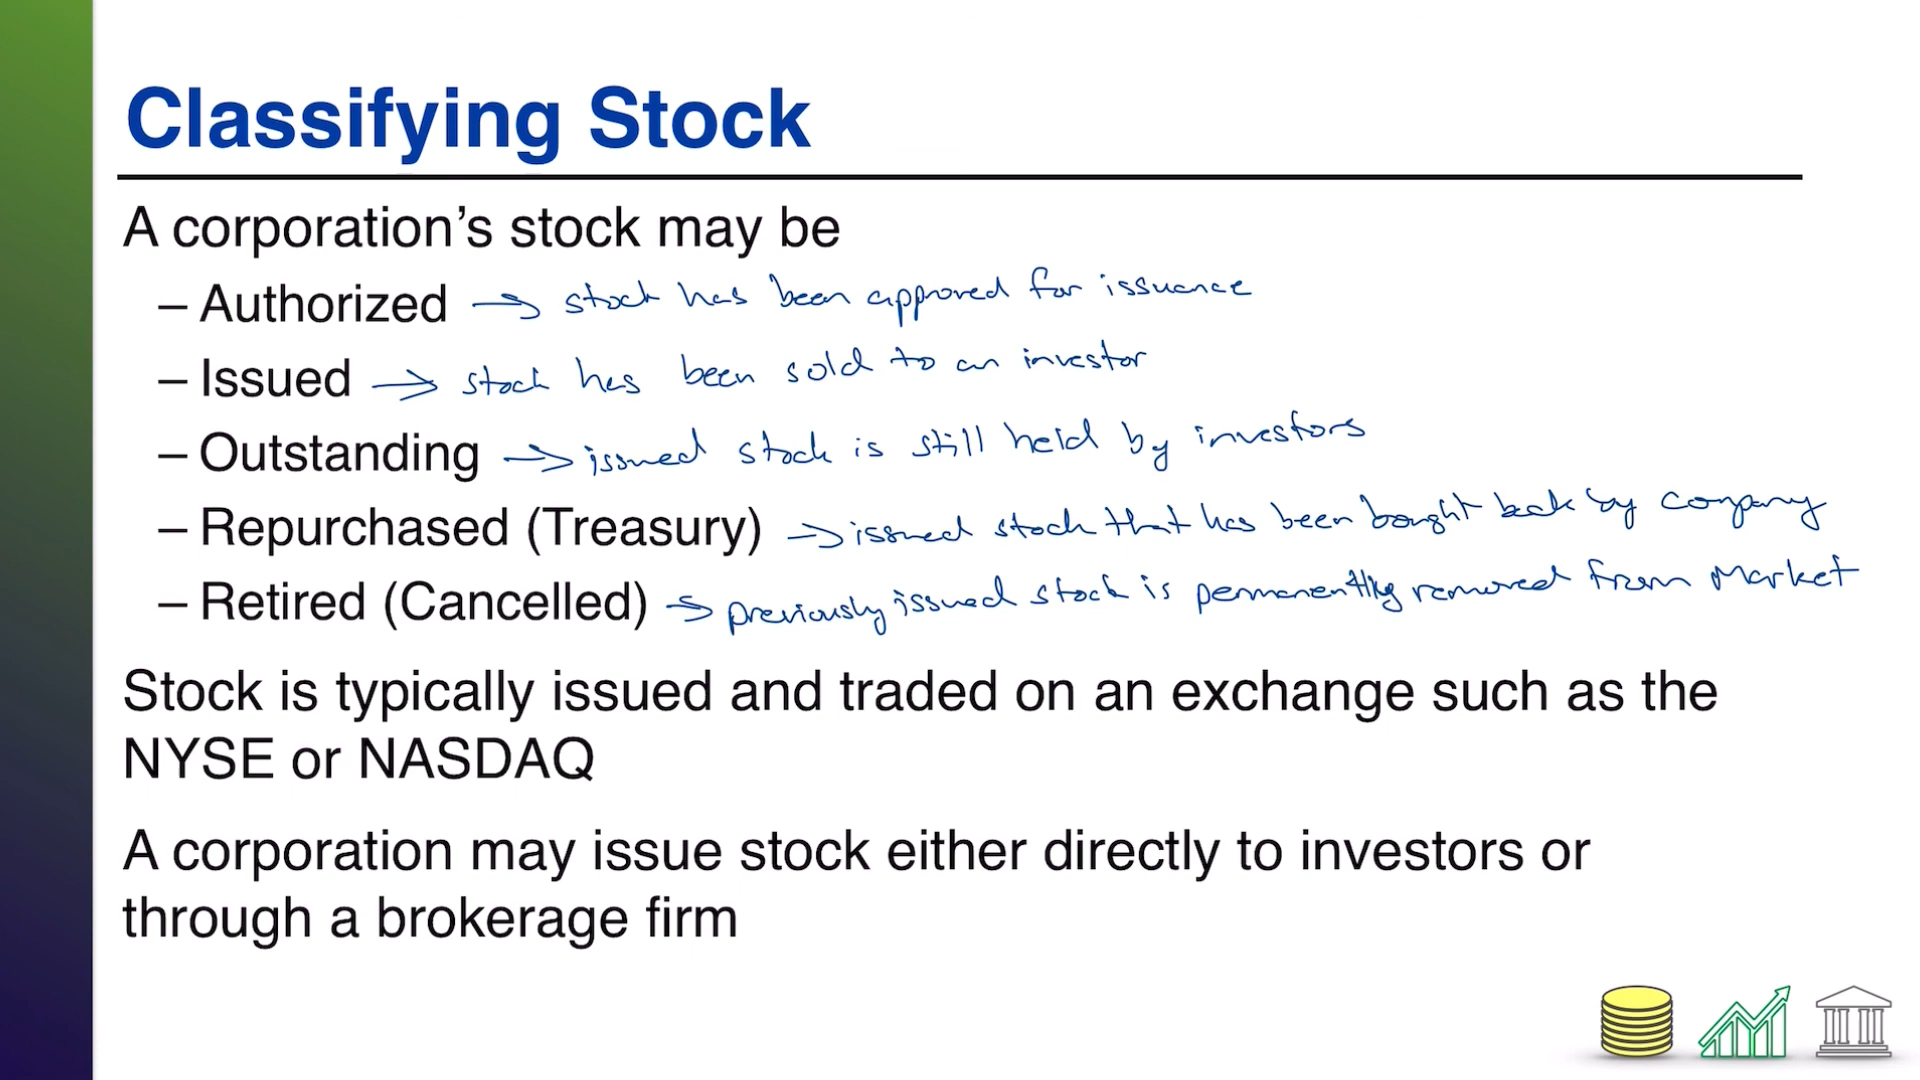 Classifying Stock
A corporation's stock may be
– Authorized → stock has been approved for issuance
– Issued → stock has been sold to an investor
– Outstanding → issued stock is still held by investors
– Repurchased (Treasury) → issued stock that has been bought back by company
– Retired (Cancelled) → previously issued stock is permanently removed from market
Stock is typically issued and traded on an exchange such as the
NYSE or NASDAQ
A corporation may issue stock either directly to investors or
through a brokerage firm